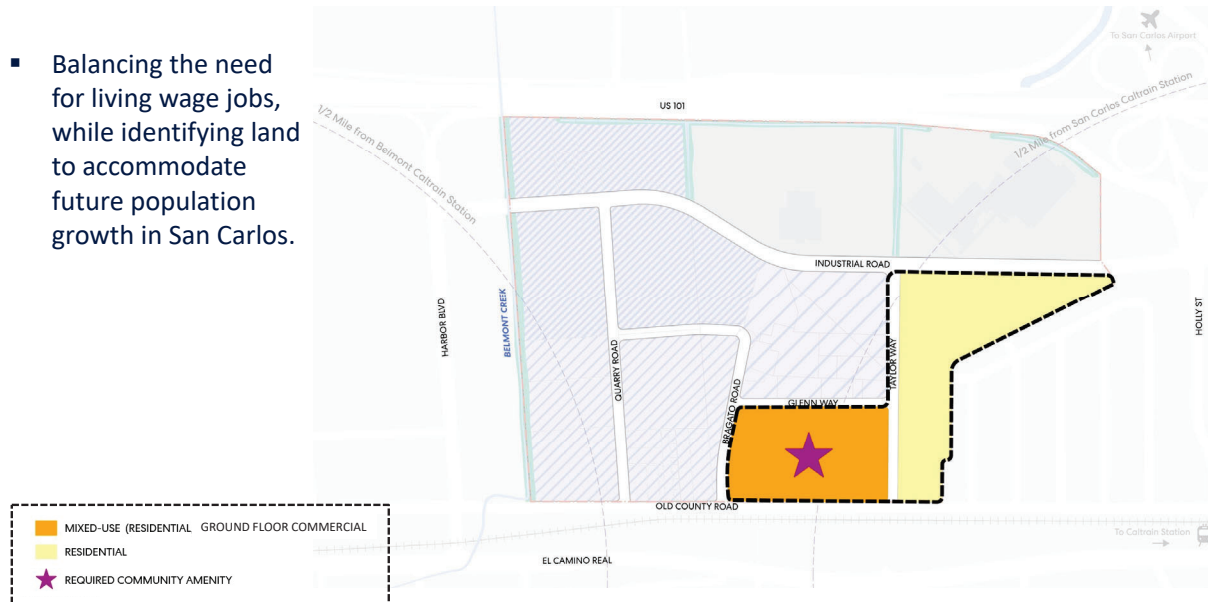 ▪ Balancing the need
for living wage jobs,
while identifying land
to accommodate
future population
growth in San Carlos.
To San Carlos Airport
US 101
1/2 Mile from Belmont Caltrain Station
1/2 Mile from San Carlos Caltrain Station
INDUSTRIAL ROAD
HARBOR BLVD
BELMONT CREEK
QUARRY ROAD
BRAGATO ROAD
GLENN WAY
TAYLOR WAY
HOLLY ST
OLD COUNTY ROAD
To Caltrain Station
EL CAMINO REAL
MIXED-USE (RESIDENTIAL GROUND FLOOR COMMERCIAL
RESIDENTIAL
REQUIRED COMMUNITY AMENITY